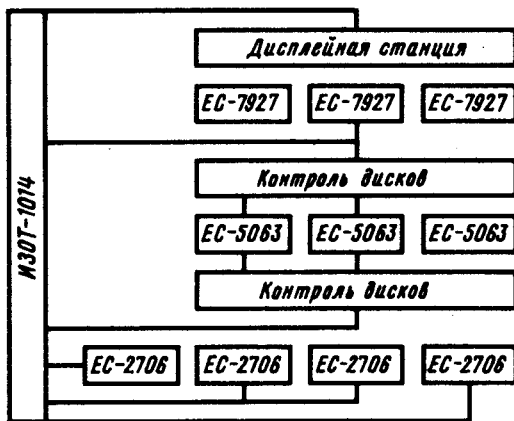 ИЗОТ-1014
Дисплейная станция
ЕС-7927 ЕС-7927 ЕС-7927
Контроль дисков
ЕС-5063 ЕС-5063 ЕС-5063
Контроль дисков
ЕС-2706 ЕС-2706 ЕС-2706 ЕС-2706